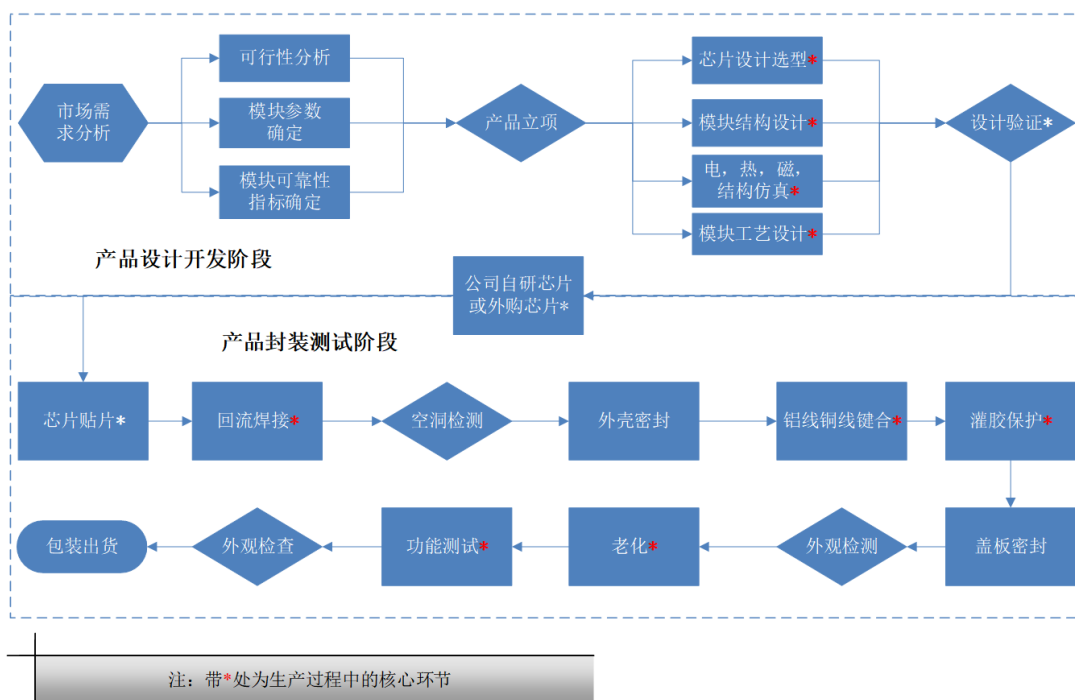 市场需
求分析
可行性分析
模块参数
确定
模块可靠性
指标确定
产品立项
芯片设计选型*
模块结构设计*
电，热，磁，
结构仿真*
模块工艺设计*
设计验证*
产品设计开发阶段
公司自研芯片
或外购芯片*
产品封装测试阶段
芯片贴片*
回流焊接*
空洞检测
外壳密封
铝线铜线键合*
灌胶保护*
包装出货
外观检查
功能测试*
老化*
外观检测
盖板密封
注：带*处为生产过程中的核心环节